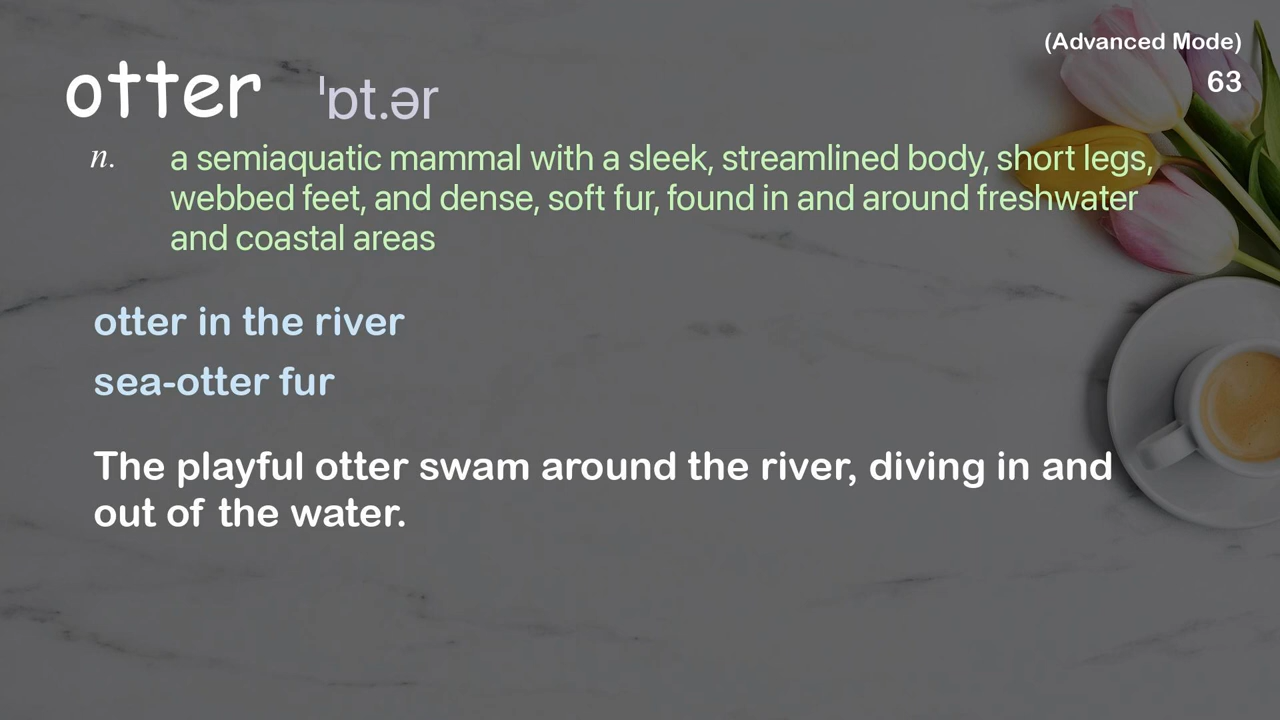 (Advanced Mode)
63
otter ˈɒt.ər
n. a semiaquatic mammal with a sleek, streamlined body, short legs,
webbed feet, and dense, soft fur, found in and around freshwater
and coastal areas
otter in the river
sea-otter fur
The playful otter swam around the river, diving in and
out of the water.